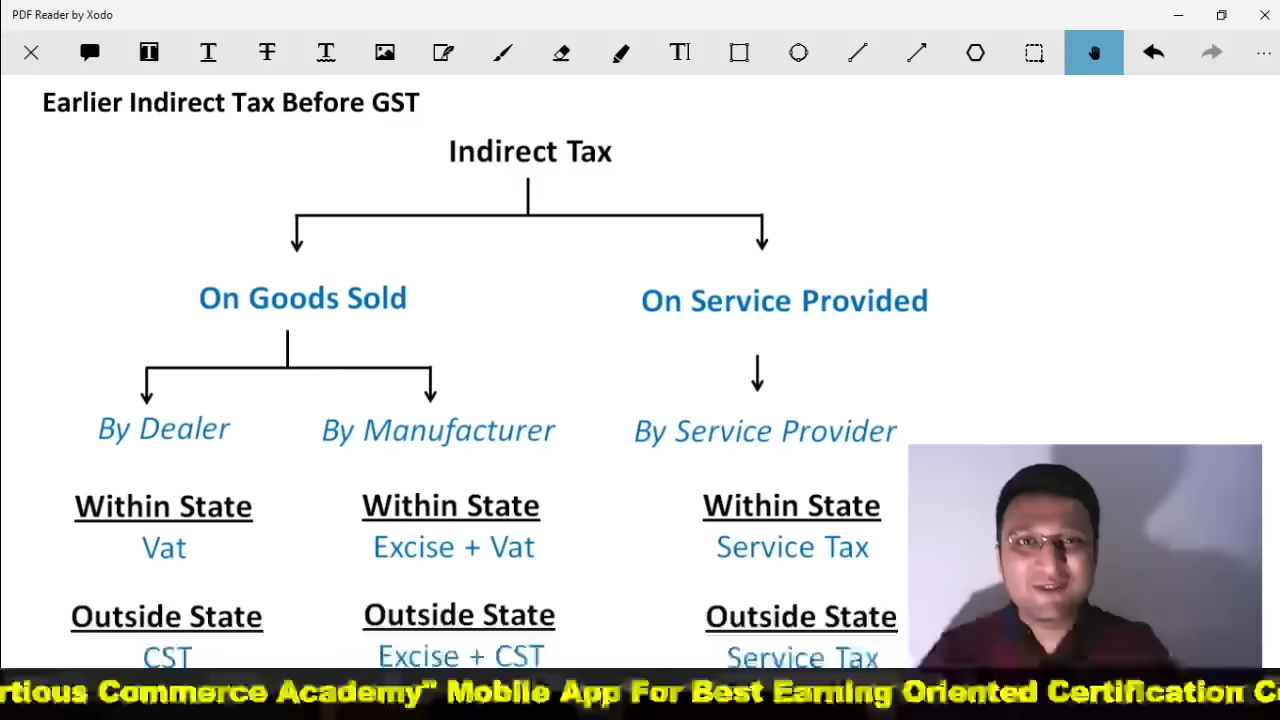 PDF Reader by Xodo
Earlier Indirect Tax Before GST
Indirect Tax
On Goods Sold On Service Provided
By Dealer By Manufacturer By Service Provider
Within State Within State Within State
Vat Excise + Vat Service Tax
Outside State Outside State Outside State
CST Excise + CST Service Tax
Commerce Academy" Mobile App For Best Earning Oriented Certification